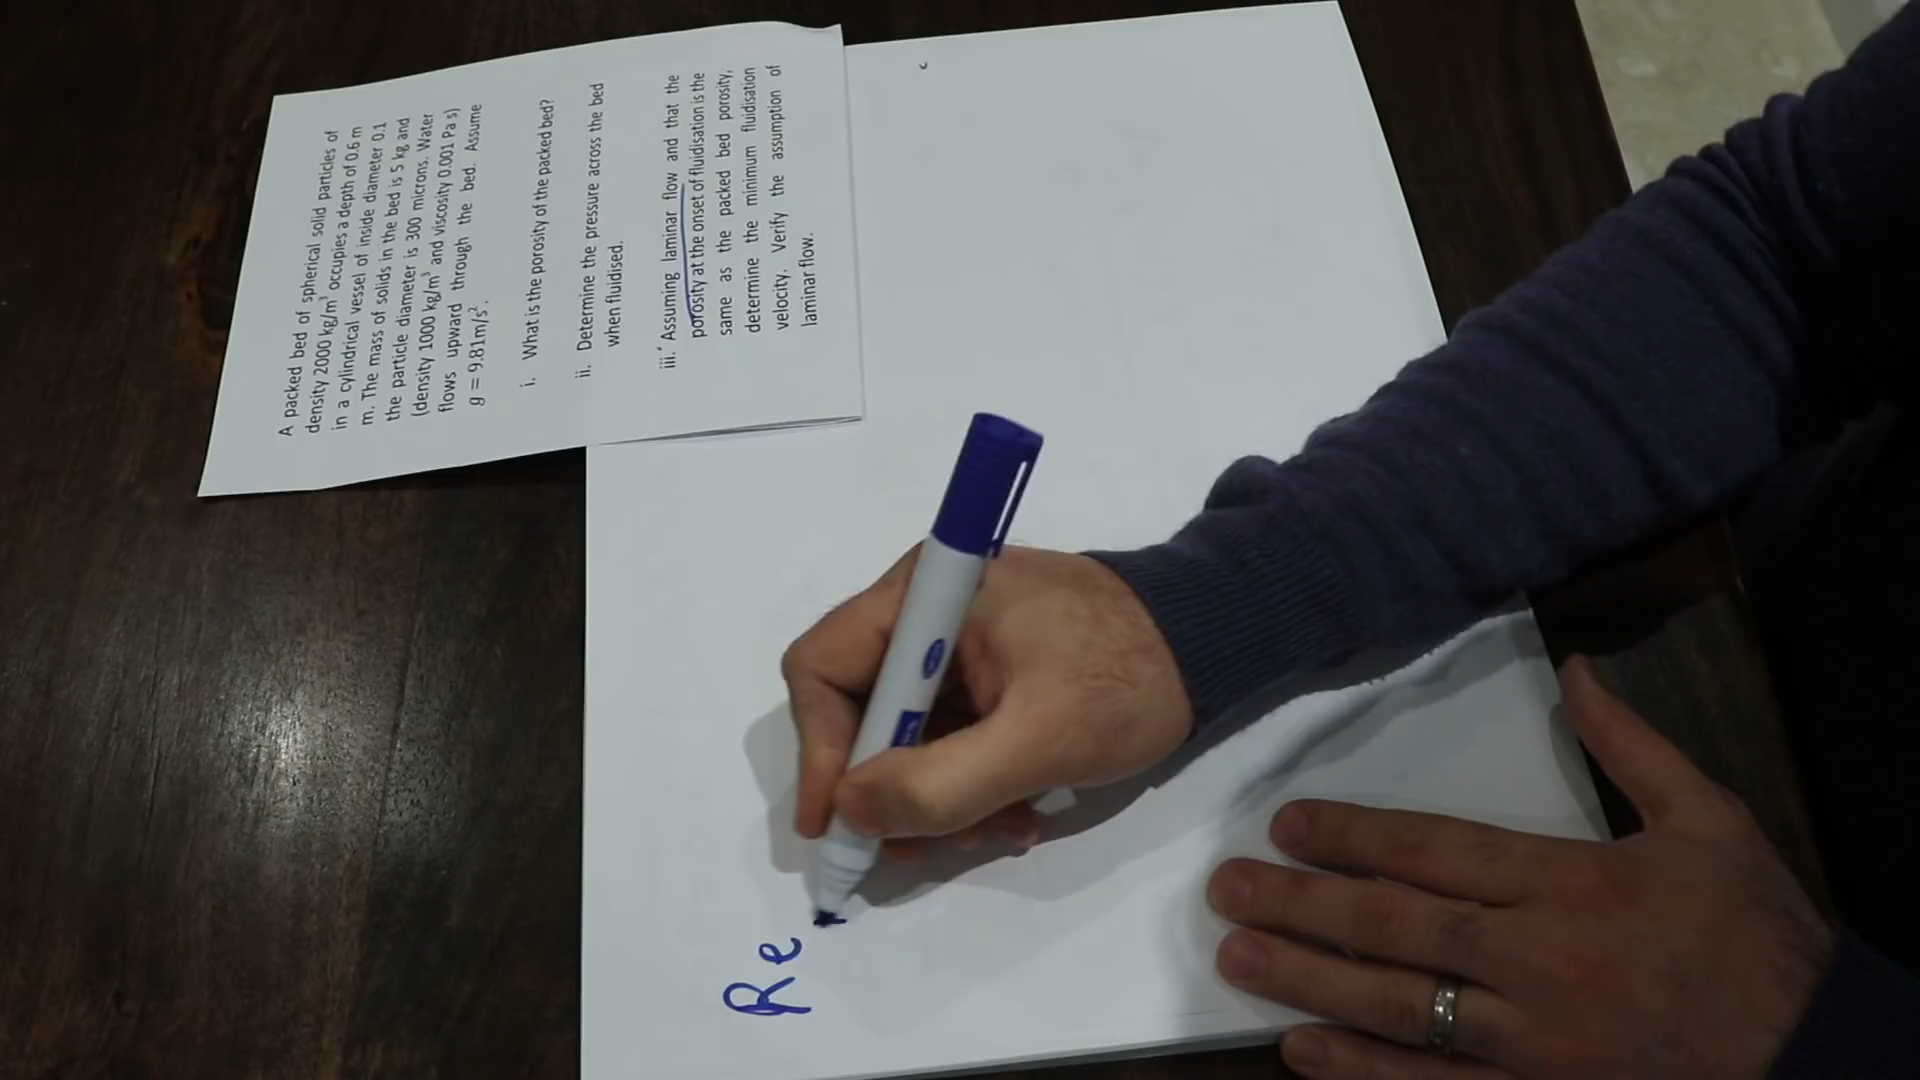 A packed bed of spherical solid particles of
density 2000 kg/m³ occupies a depth of 0.6 m
in a cylindrical vessel of inside diameter 0.1
m. The mass of solids in the bed is 5 kg and
the particle diameter is 300 microns. Water
(density 1000 kg/m³ and viscosity 0.001 Pa s)
flows upward through the bed. Assume
g = 9.81m/s².
i. What is the porosity of the packed bed?
ii. Determine the pressure across the bed
when fluidised.
iii. Assuming laminar flow and that the
porosity at the onset of fluidisation is the
same as the packed bed porosity,
determine the minimum fluidisation
velocity. Verify the assumption of
laminar flow.
Re